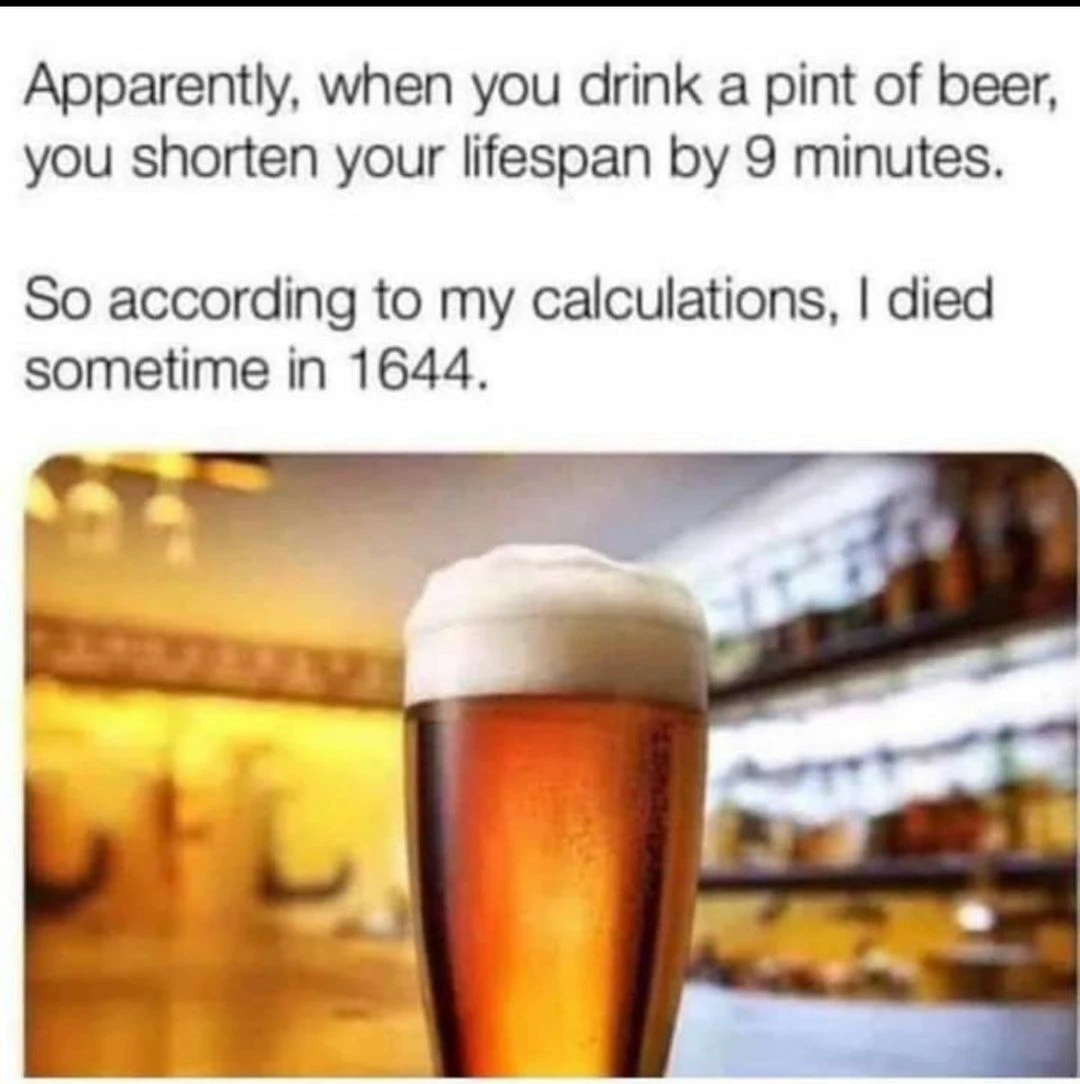 Apparently, when you drink a pint of beer,
you shorten your lifespan by 9 minutes.
So according to my calculations, I died
sometime in 1644.